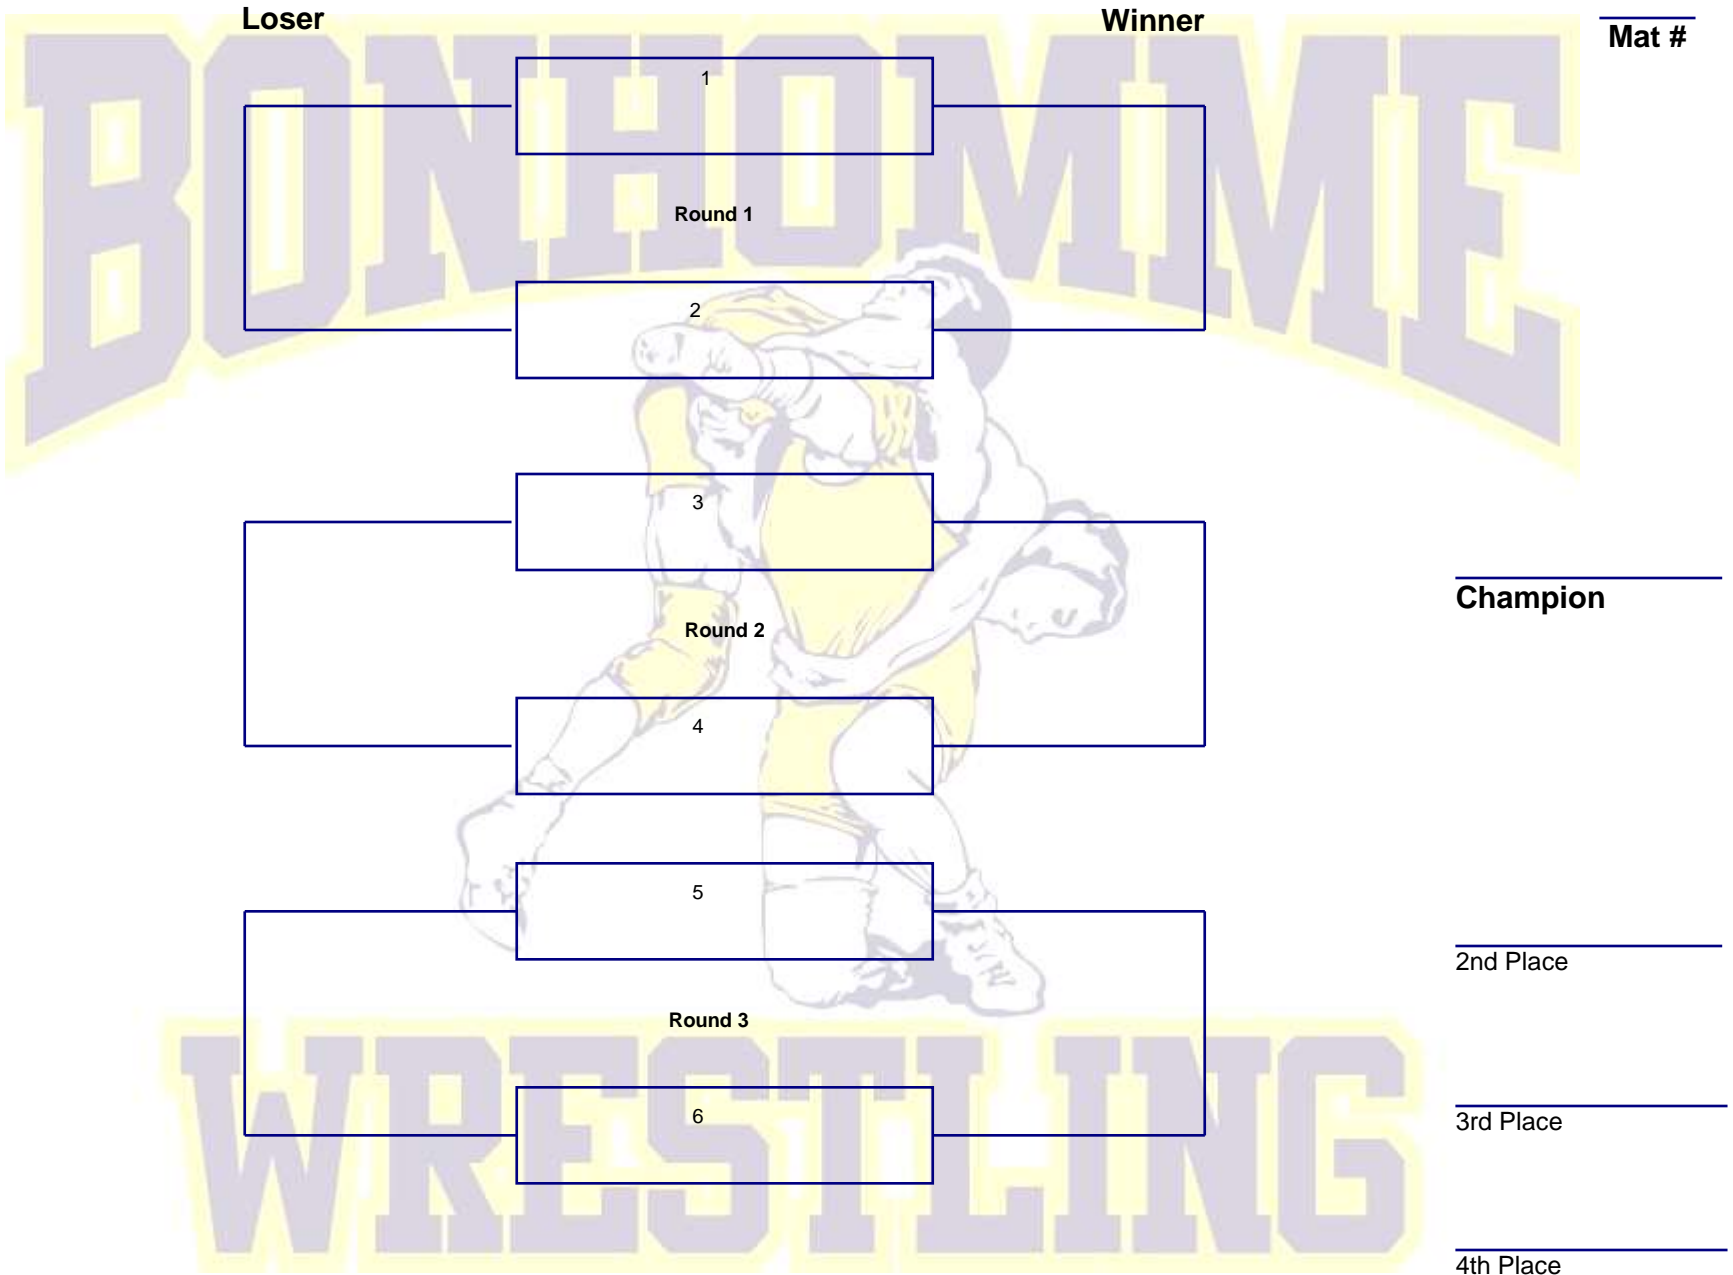 Loser Winner
Mat #
BONHOMME
1
Round 1
2
3
Champion
Round 2
4
5
2nd Place
Round 3
WRESTLING
6
3rd Place
4th Place